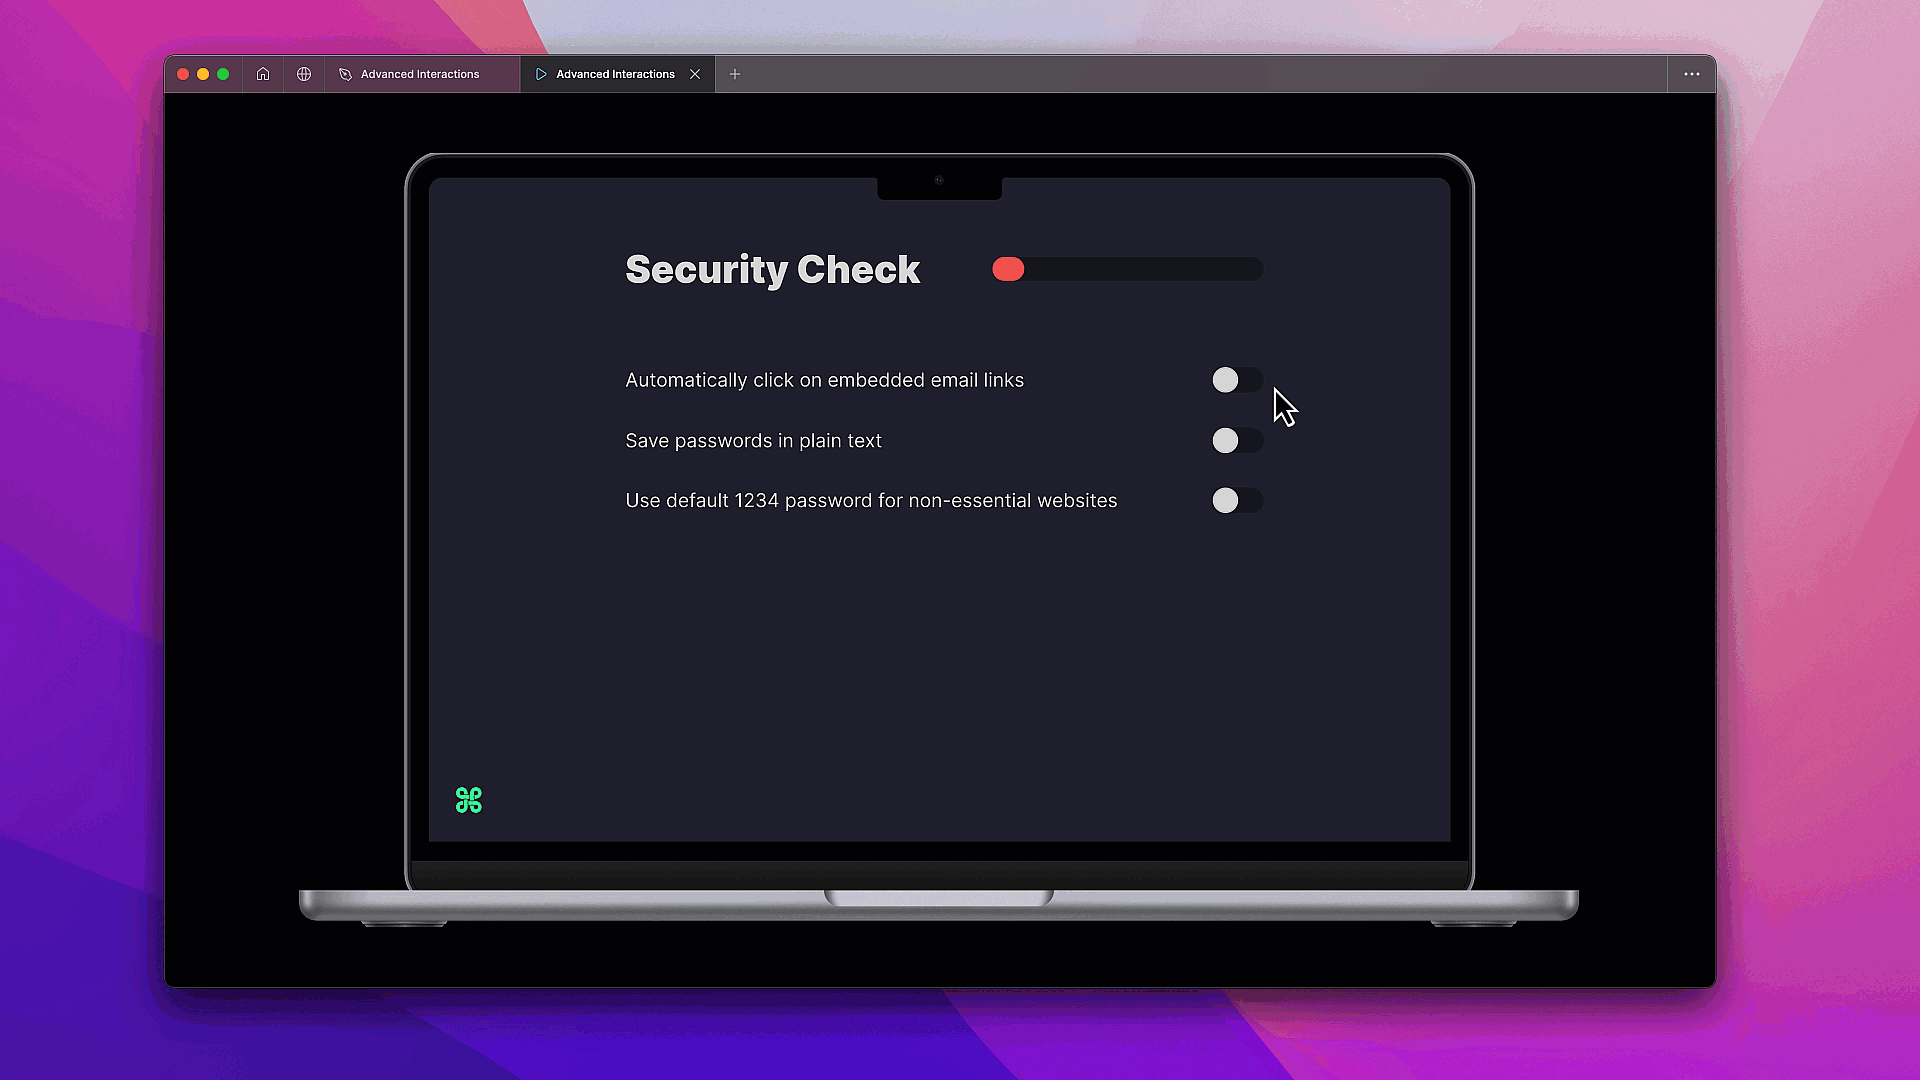 Advanced Interactions
Advanced Interactions
Security Check
Automatically click on embedded email links
Save passwords in plain text
Use default 1234 password for non-essential websites